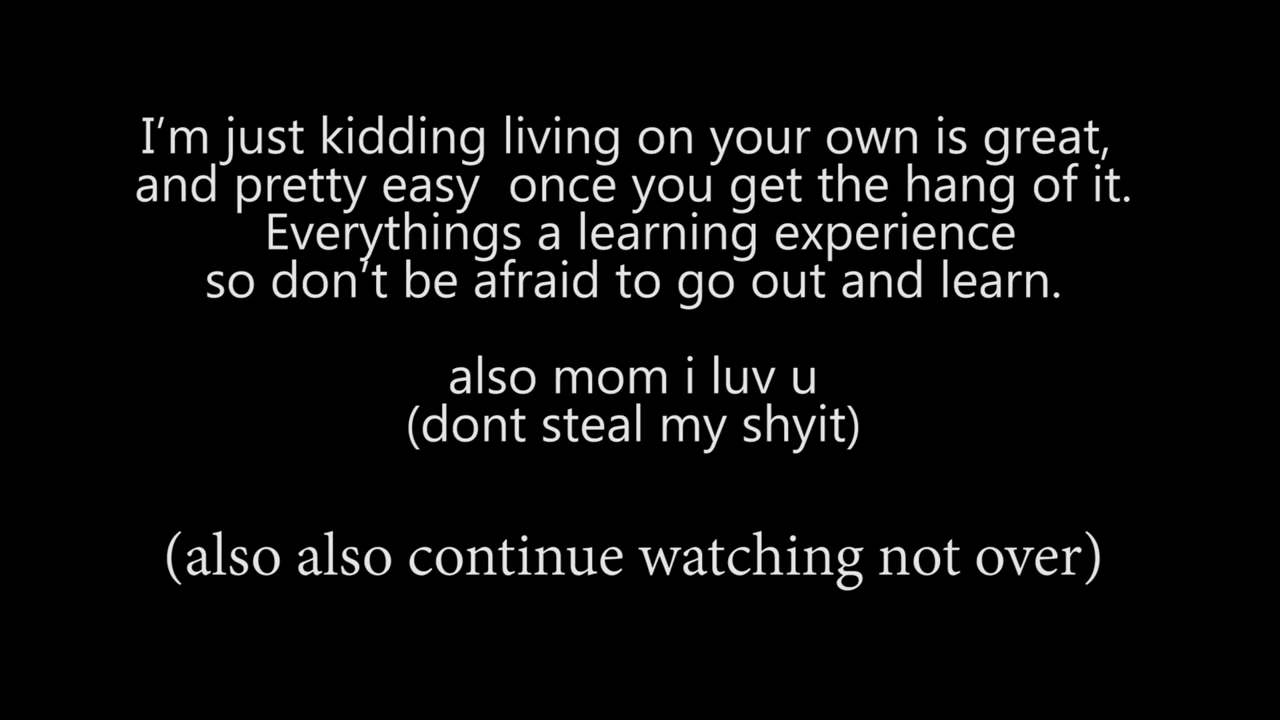 I'm just kidding living on your own is great,
and pretty easy  once you get the hang of it.
Everythings a learning experience
so don't be afraid to go out and learn.
also mom i luv u
(dont steal my shyit)
(also also continue watching not over)